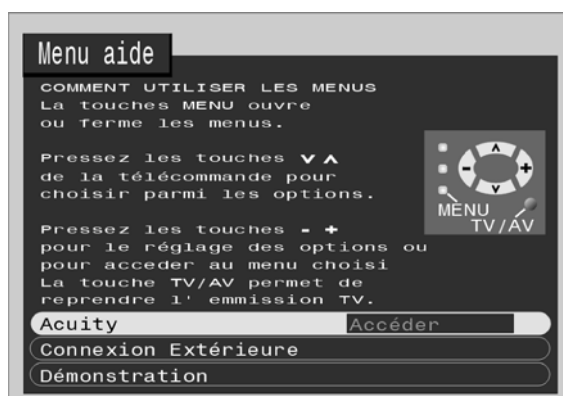 Menu aide
COMMENT UTILISER LES MENUS
La touches MENU ouvre
ou ferme les menus.
Pressez les touches ∨ ∧
de la télécommande pour
choisir parmi les options.
Pressez les touches - +
pour le réglage des options ou
pour acceder au menu choisi
La touche TV/AV permet de
reprendre l' emmission TV.
∧
- +
∨
MENU
TV/AV
Acuity Accéder
Connexion Extérieure
Démonstration